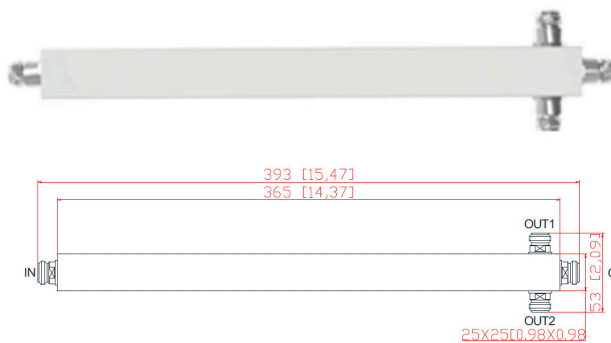 393 [15,47]
365 [14,37]
OUT1
IN
53 [2,09]
OUT2
25X25[0.98X0.98